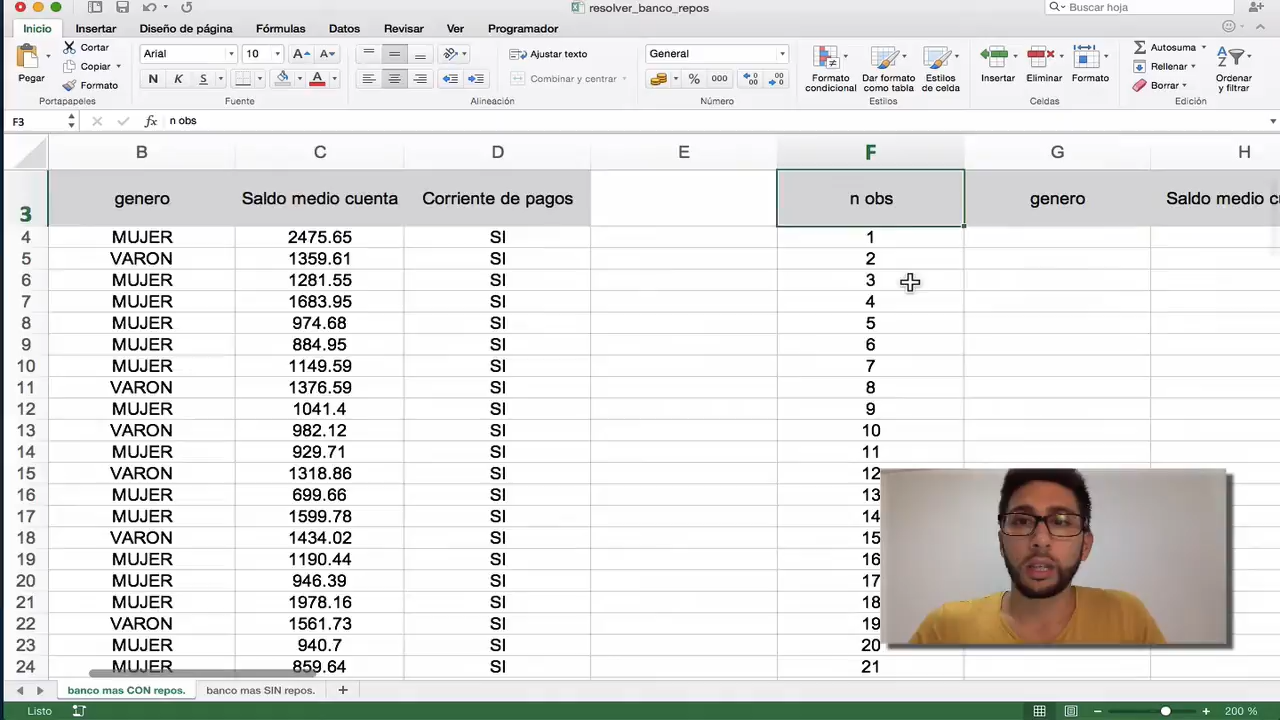 resolver_banco_repos
Buscar hoja
Inicio Insertar Diseño de página Fórmulas Datos Revisar Ver Programador
Pegar Cortar Copiar Formato
Arial 10
N K S
Ajustar texto
Combinar y centrar
General
% 000
Formato condicional
Dar formato como tabla
Estilos de celda
Insertar Eliminar Formato
Autosuma
Rellenar
Borrar
Ordenar y filtrar
Portapapeles Fuente Alineación Número Estilos Celdas Edición
F3 fx n obs
B C D E F G H
3 genero Saldo medio cuenta Corriente de pagos n obs genero Saldo medio
4 MUJER 2475.65 SI 1
5 VARON 1359.61 SI 2
6 MUJER 1281.55 SI 3
7 MUJER 1683.95 SI 4
8 MUJER 974.68 SI 5
9 MUJER 884.95 SI 6
10 MUJER 1149.59 SI 7
11 VARON 1376.59 SI 8
12 MUJER 1041.4 SI 9
13 VARON 982.12 SI 10
14 MUJER 929.71 SI 11
15 VARON 1318.86 SI 12
16 MUJER 699.66 SI 13
17 MUJER 1599.78 SI 14
18 VARON 1434.02 SI 15
19 MUJER 1190.44 SI 16
20 MUJER 946.39 SI 17
21 MUJER 1978.16 SI 18
22 VARON 1561.73 SI 19
23 MUJER 940.7 SI 20
24 MUJER 859.64 SI 21
banco mas CON repos. banco mas SIN repos. +
Listo 200 %